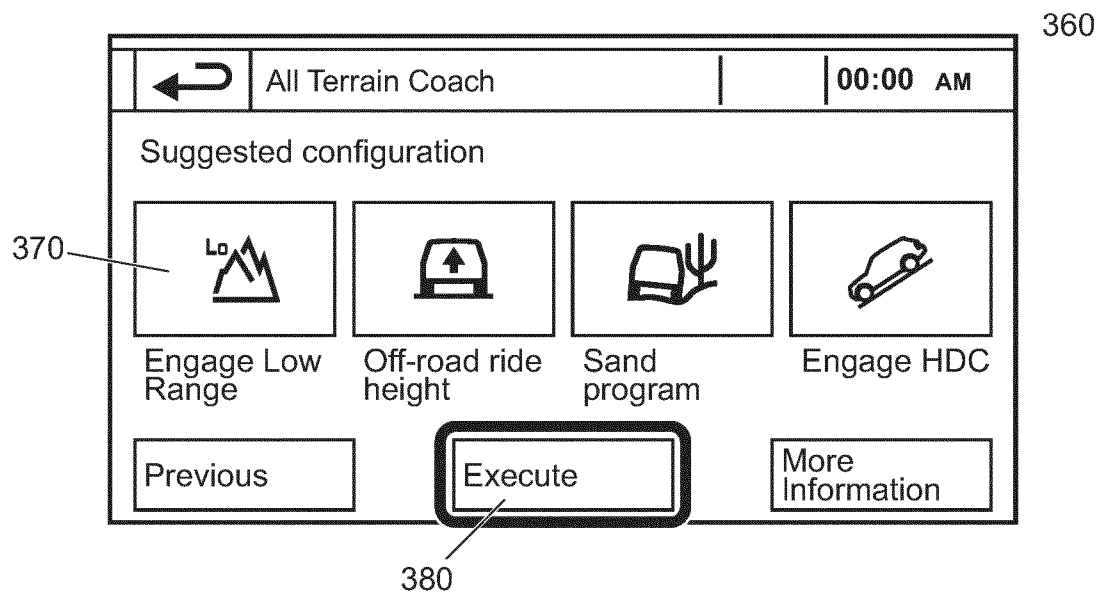 360
All Terrain Coach
00:00 AM
Suggested configuration
370
Lo
Engage Low
Range
Off-road ride
height
Sand
program
Engage HDC
Previous
Execute
More
Information
380